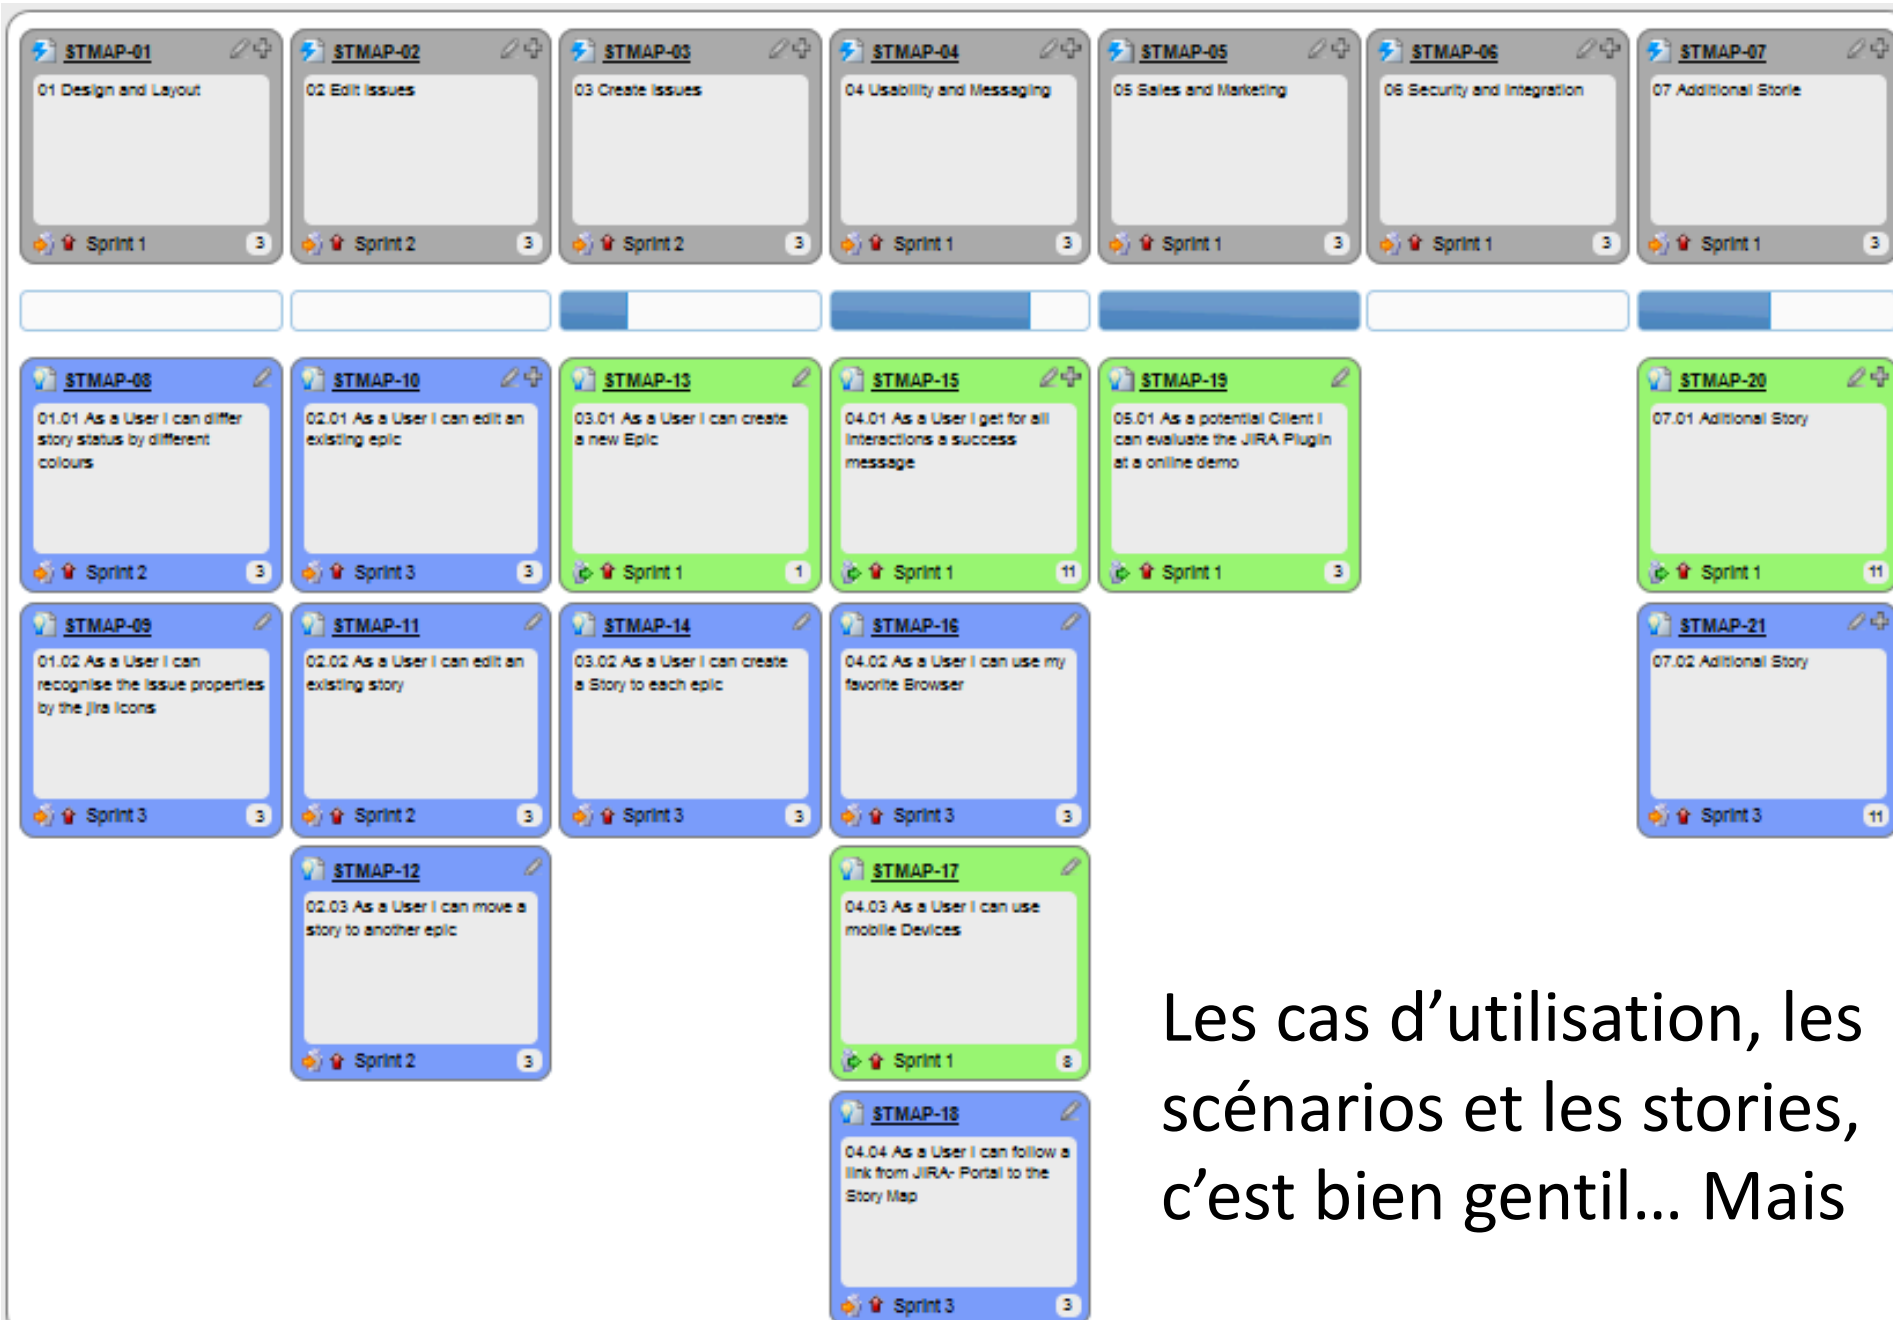 STMAP-01
01 Design and Layout
Sprint 1
3
STMAP-02
02 Edit Issues
Sprint 2
3
STMAP-03
03 Create Issues
Sprint 2
3
STMAP-04
04 Usability and Messaging
Sprint 1
3
STMAP-05
05 Sales and Marketing
Sprint 1
3
STMAP-06
06 Security and Integration
Sprint 1
3
STMAP-07
07 Additional Storie
Sprint 1
3
STMAP-08
01.01 As a User I can differ
story status by different
colours
Sprint 2
3
STMAP-10
02.01 As a User I can edit an
existing epic
Sprint 3
3
STMAP-13
03.01 As a User I can create
a new Epic
Sprint 1
1
STMAP-15
04.01 As a User I get for all
interactions a success
message
Sprint 1
11
STMAP-19
05.01 As a potential Client I
can evaluate the JIRA Plugin
at a online demo
Sprint 1
3
STMAP-20
07.01 Aditional Story
Sprint 1
11
STMAP-09
01.02 As a User I can
recognise the issue properties
by the jira icons
Sprint 3
3
STMAP-11
02.02 As a User I can edit an
existing story
Sprint 2
3
STMAP-14
03.02 As a User I can create
a Story to each epic
Sprint 3
3
STMAP-16
04.02 As a User I can use my
favorite Browser
Sprint 3
3
STMAP-21
07.02 Aditional Story
Sprint 3
11
STMAP-12
02.03 As a User I can move a
story to another epic
Sprint 2
3
STMAP-17
04.03 As a User I can use
mobile Devices
Sprint 1
8
STMAP-18
04.04 As a User I can follow a
link from JIRA- Portal to the
Story Map
Sprint 3
3
Les cas d’utilisation, les
scénarios et les stories,
c’est bien gentil… Mais